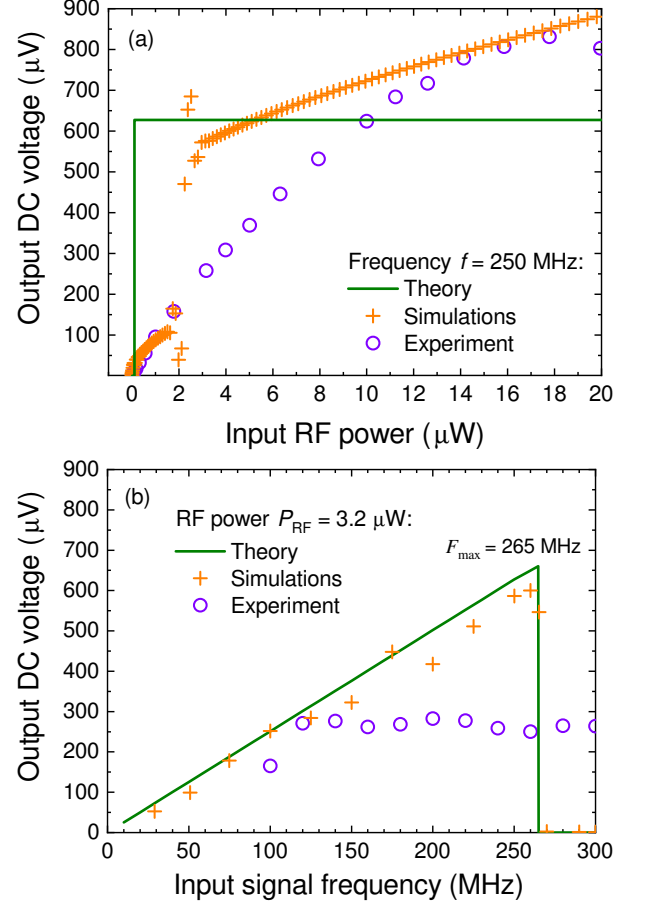 900
800
700
600
500
400
300
200
100
Output DC voltage (μV)
(a)
Frequency f = 250 MHz:
Theory
Simulations
Experiment
0 2 4 6 8 10 12 14 16 18 20
Input RF power (μW)
900
800
700
600
500
400
300
200
100
0
Output DC voltage (μV)
(b)
RF power PRF = 3.2 μW:
Theory
Simulations
Experiment
Fmax = 265 MHz
0 50 100 150 200 250 300
Input signal frequency (MHz)